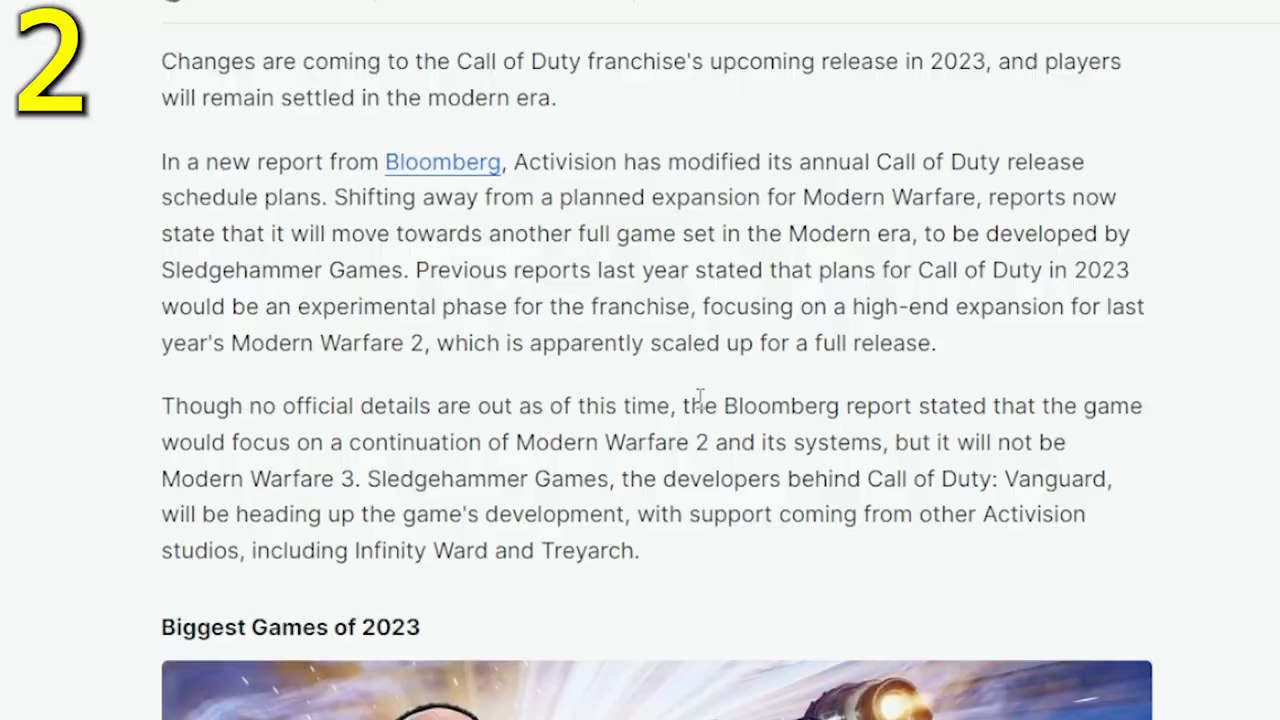 2
Changes are coming to the Call of Duty franchise's upcoming release in 2023, and players
will remain settled in the modern era.
In a new report from Bloomberg, Activision has modified its annual Call of Duty release
schedule plans. Shifting away from a planned expansion for Modern Warfare, reports now
state that it will move towards another full game set in the Modern era, to be developed by
Sledgehammer Games. Previous reports last year stated that plans for Call of Duty in 2023
would be an experimental phase for the franchise, focusing on a high-end expansion for last
year's Modern Warfare 2, which is apparently scaled up for a full release.
Though no official details are out as of this time, the Bloomberg report stated that the game
would focus on a continuation of Modern Warfare 2 and its systems, but it will not be
Modern Warfare 3. Sledgehammer Games, the developers behind Call of Duty: Vanguard,
will be heading up the game's development, with support coming from other Activision
studios, including Infinity Ward and Treyarch.
Biggest Games of 2023